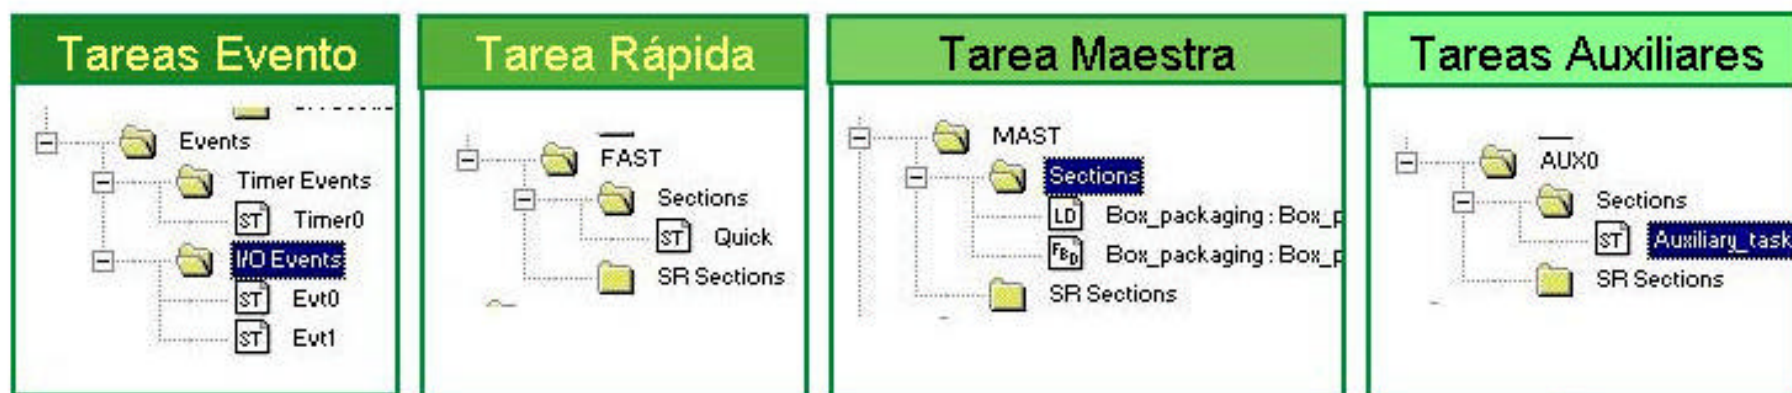 Tareas Evento
Events
Timer Events
ST Timer0
I/O Events
ST Evt0
ST Evt1
Tarea Rápida
FAST
Sections
ST Quick
SR Sections
Tarea Maestra
MAST
Sections
LD Box_packaging : Box_p
FBD Box_packaging : Box_p
SR Sections
Tareas Auxiliares
AUX0
Sections
ST Auxiliary_task
SR Sections